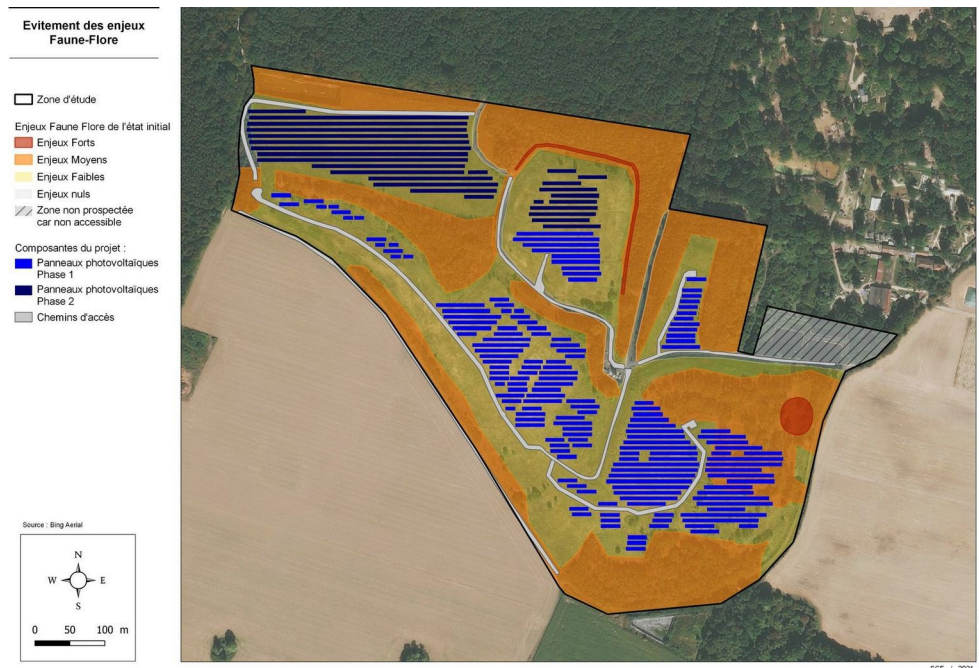 Evitement des enjeux
Faune-Flore
Zone d'étude
Enjeux Faune Flore de l'état initial
Enjeux Forts
Enjeux Moyens
Enjeux Faibles
Enjeux nuls
Zone non prospectée
car non accessible
Composantes du projet :
Panneaux photovoltaïques
Phase 1
Panneaux photovoltaïques
Phase 2
Chemins d'accès
Source : Bing Aerial
N
W
E
S
0 50 100 m